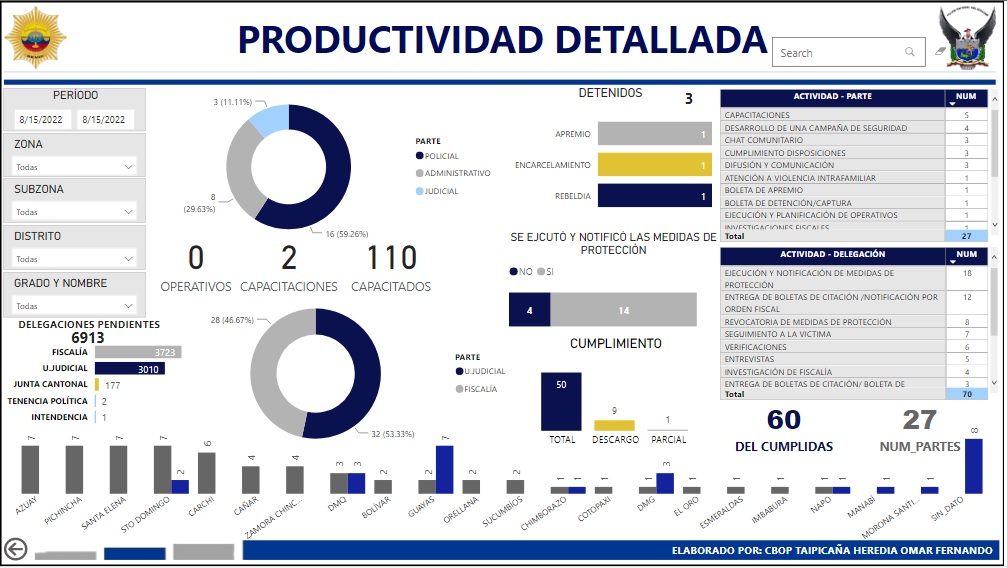 PRODUCTIVIDAD DETALLADA
Search
PERÍODO
8/15/2022 8/15/2022
ZONA
Todas
SUBZONA
Todas
DISTRITO
Todas
GRADO Y NOMBRE
Todas
3 (11.11%)
8
(29.63%)
16 (59.26%)
PARTE
POLICIAL
ADMINISTRATIVO
JUDICIAL
0 2 110
OPERATIVOS CAPACITACIONES CAPACITADOS
DETENIDOS 3
APREMIO 1
ENCARCELAMIENTO 1
REBELDIA 1
SE EJCUTÓ Y NOTIFICÓ LAS MEDIDAS DE
PROTECCIÓN
NO SI
4 14
CUMPLIMIENTO
50 9 1
TOTAL DESCARGO PARCIAL
ACTIVIDAD - PARTE NUM
CAPACITACIONES 5
DESARROLLO DE UNA CAMPAÑA DE SEGURIDAD 4
CHAT COMUNITARIO 3
CUMPLIMIENTO DISPOSICIONES 3
DIFUSIÓN Y COMUNICACIÓN 3
ATENCIÓN A VIOLENCIA INTRAFAMILIAR 1
BOLETA DE APREMIO 1
BOLETA DE DETENCIÓN/CAPTURA 1
EJECUCIÓN Y PLANIFICACIÓN DE OPERATIVOS 1
INVESTIGACIONES FISCALES 1
Total 27
ACTIVIDAD - DELEGACIÓN NUM
EJECUCIÓN Y NOTIFICACIÓN DE MEDIDAS DE 18
PROTECCIÓN
ENTREGA DE BOLETAS DE CITACIÓN /NOTIFICACIÓN POR 12
ORDEN FISCAL
REVOCATORIA DE MEDIDAS DE PROTECCIÓN 8
SEGUIMIENTO A LA VICTIMA 7
VERIFICACIONES 6
ENTREVISTAS 5
INVESTIGACIÓN DE FISCALÍA 4
ENTREGA DE BOLETAS DE CITACIÓN/ BOLETA DE 3
Total 70
DELEGACIONES PENDIENTES
6913
FISCALÍA 3723
U.JUDICIAL 3010
JUNTA CANTONAL 177
TENENCIA POLÍTICA 2
INTENDENCIA 1
28 (46.67%)
32 (53.33%)
PARTE
U.JUDICIAL
FISCALÍA
60 27
DEL CUMPLIDAS NUM_PARTES
7 7 7 7 2 6 4 4 3 3 2 2 7 2 2 1 1 1 1 3 1 1 1 1 1 1 1 8
AZUAY PICHINCHA SANTA ELENA STO DOMINGO CARCHI CAÑAR ZAMORA CHINC... DMQ BOLÍVAR GUAYAS ORELLANA SUCUMBIOS CHIMBORAZO COTOPAXI DMG EL ORO ESMERALDAS IMBABURA NAPO MANABÍ MORONA SANTI... SIN_DATO
ELABORADO POR: CBOP TAIPICAÑA HEREDIA OMAR FERNANDO